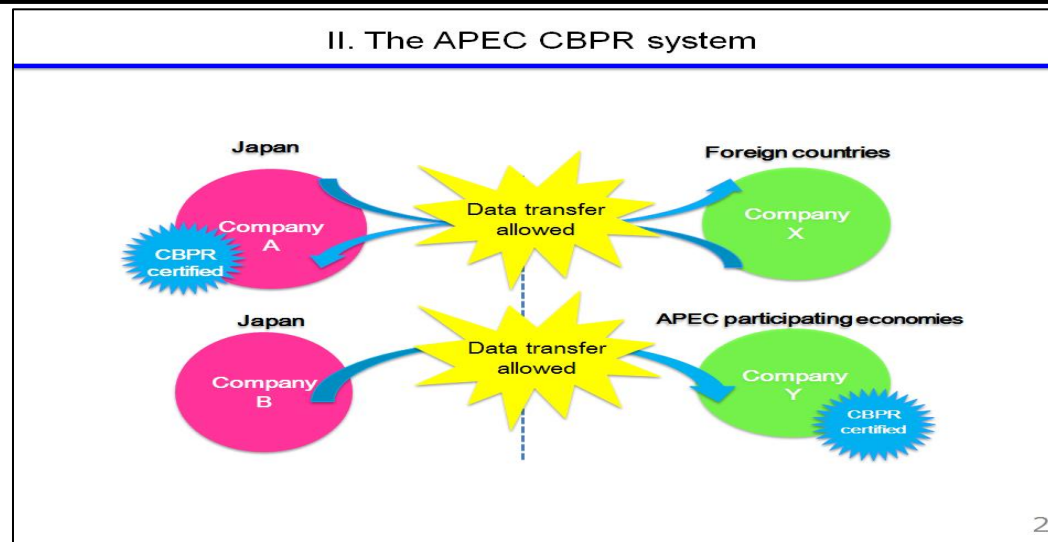 II. The APEC CBPR system
Japan
Foreign countries
Company
A
CBPR
certified
Data transfer
allowed
Company
X
Japan
APEC participating economies
Company
B
Data transfer
allowed
Company
Y
CBPR
certified
2